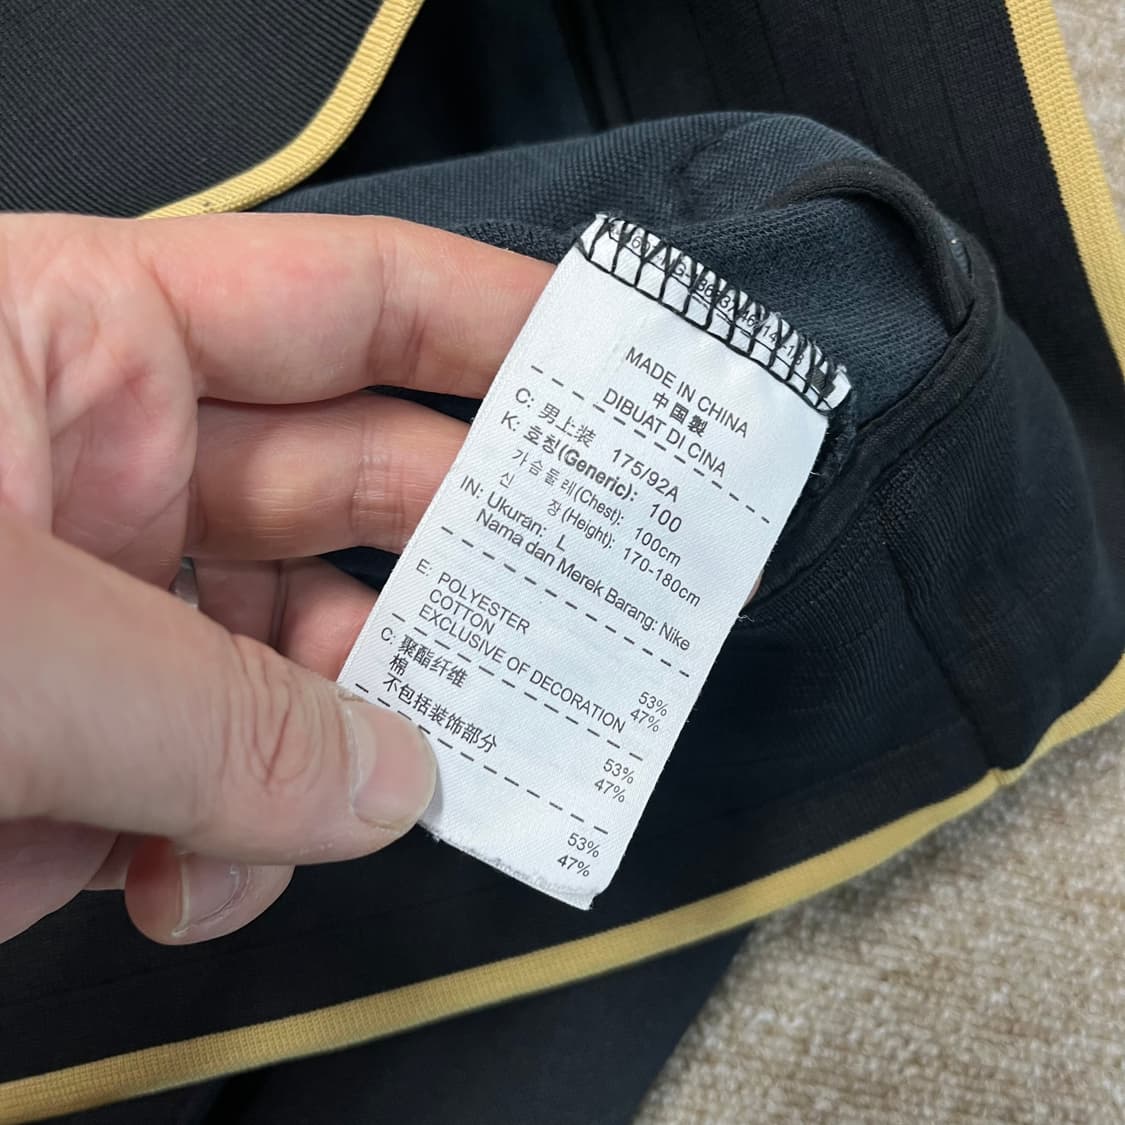 MADE IN CHINA
中国製
DIBUAT DI CINA
C: 男上装 175/92A
K: 호칭(Generic): 100
가슴둘레(Chest): 100cm
신 장(Height): 170-180cm
IN: Ukuran: L
Nama dan Merek Barang: Nike
E: POLYESTER 53%
COTTON 47%
EXCLUSIVE OF DECORATION
C: 聚酯纤维 53%
棉 47%
不包括装饰部分
53%
47%